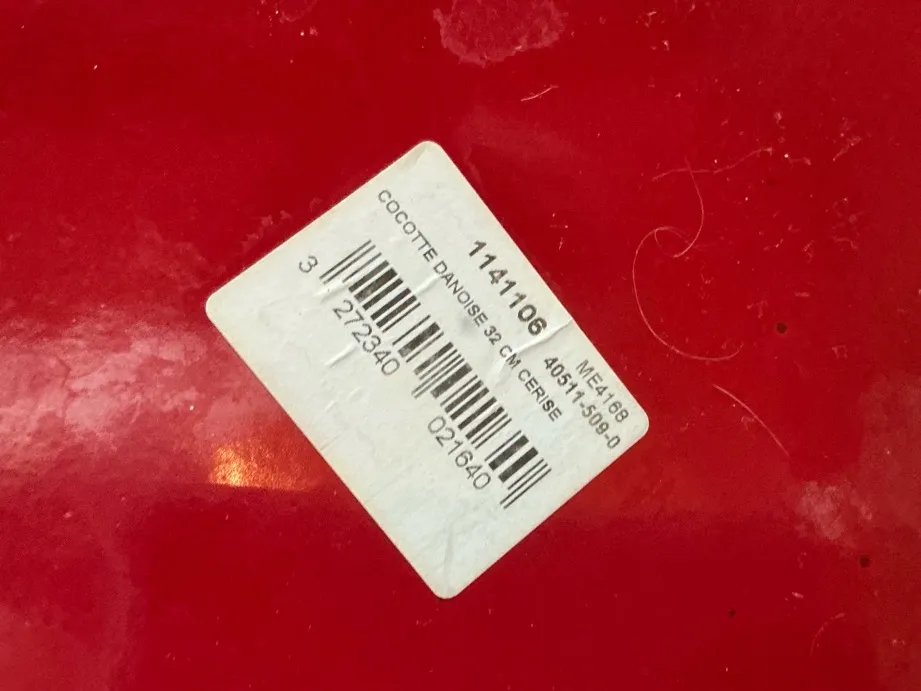 1141106
ME4168
40511-509-0
COCOTTE DANOISE 32 CM CERISE
3 272340 021640